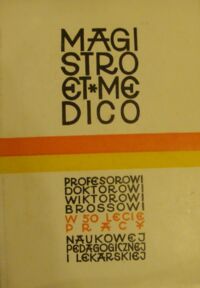 MAGI
STRO
ET*ME
DICO
PROFESOROWI
DOKTOROWI
WIKTOROWI
BROSSOWI
W 50 LECIE
PRACY
NAUKOWEJ
PEDAGOGICZNEJ
I LEKARSKIEJ